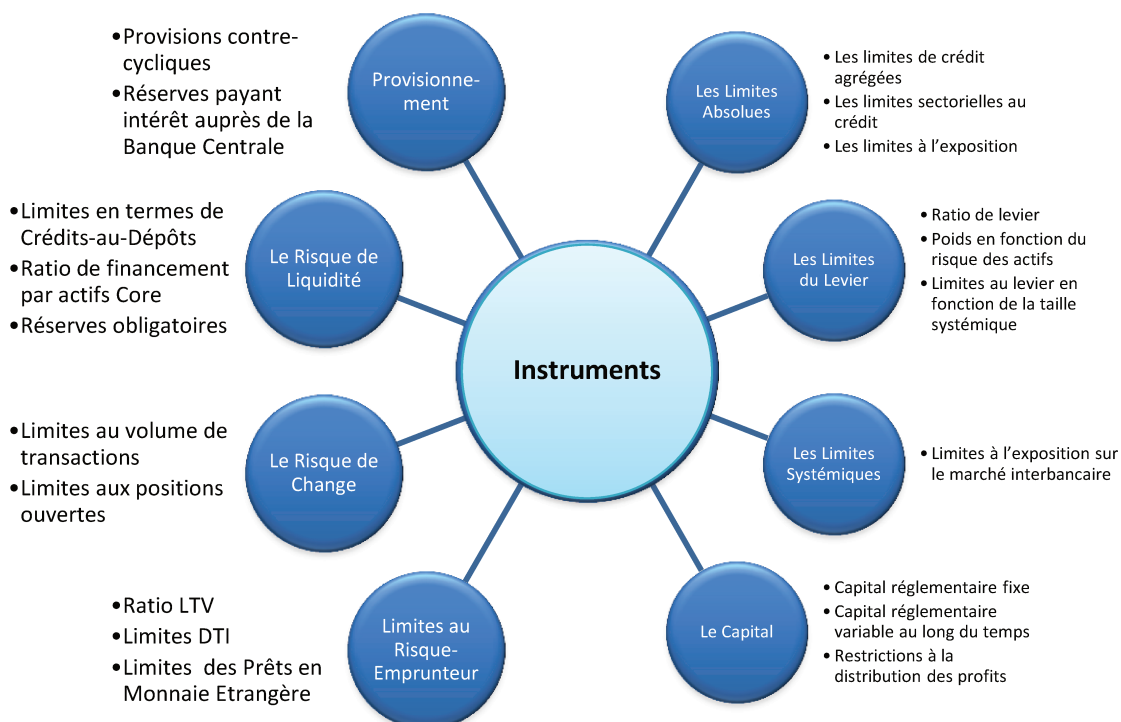 •Provisions contre-
cycliques
•Réserves payant
intérêt auprès de la
Banque Centrale
Provisionne-
ment
Les Limites
Absolues
• Les limites de crédit
agrégées
• Les limites sectorielles au
crédit
• Les limites à l'exposition
•Limites en termes de
Crédits-au-Dépôts
•Ratio de financement
par actifs Core
•Réserves obligatoires
Le Risque de
Liquidité
Les Limites
du Levier
• Ratio de levier
• Poids en fonction du
risque des actifs
• Limites au levier en
fonction de la taille
systémique
Instruments
•Limites au volume de
transactions
•Limites aux positions
ouvertes
Le Risque de
Change
Les Limites
Systémiques
• Limites à l'exposition sur
le marché interbancaire
•Ratio LTV
•Limites DTI
•Limites  des Prêts en
Monnaie Etrangère
Limites au
Risque-
Emprunteur
Le Capital
• Capital réglementaire fixe
• Capital réglementaire
variable au long du temps
• Restrictions à la
distribution des profits